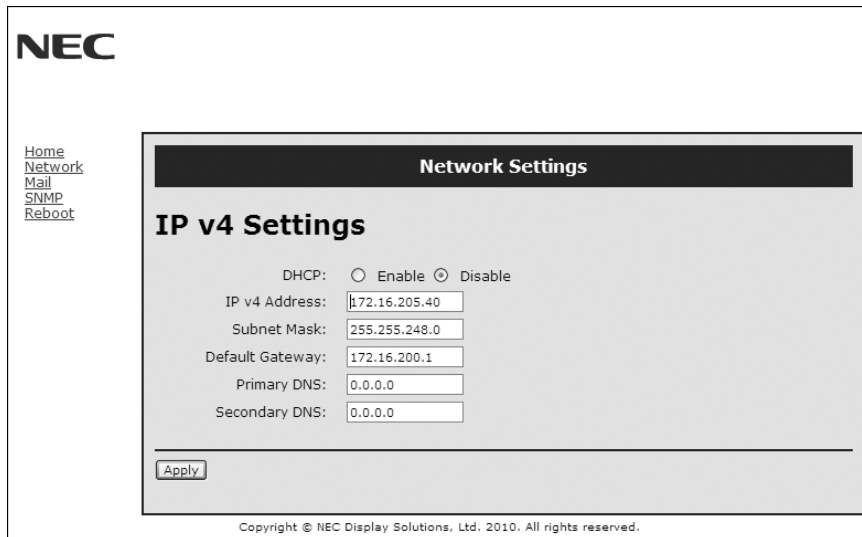 NEC
Home
Network
Mail
SNMP
Reboot
Network Settings
IP v4 Settings
DHCP: Enable Disable
IP v4 Address: 172.16.205.40
Subnet Mask: 255.255.248.0
Default Gateway: 172.16.200.1
Primary DNS: 0.0.0.0
Secondary DNS: 0.0.0.0
Apply
Copyright © NEC Display Solutions, Ltd. 2010. All rights reserved.